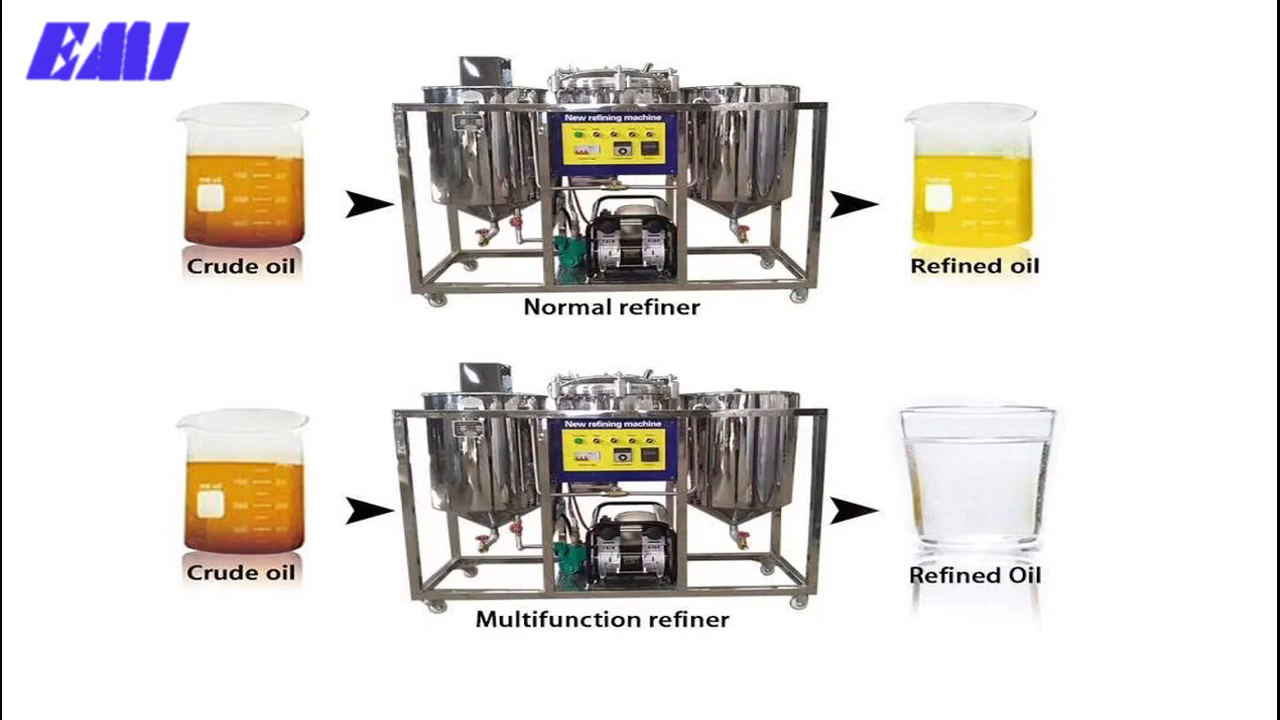 EMI
New refining machine
Crude oil
Refined oil
Normal refiner
New refining machine
Crude oil
Refined Oil
Multifunction refiner